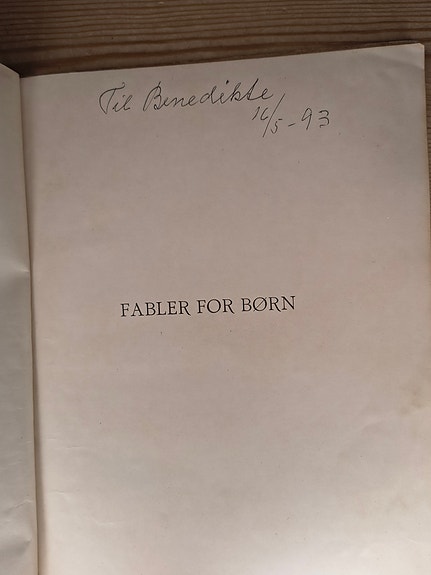 Til Benedikte
16/5-93
FABLER FOR BØRN